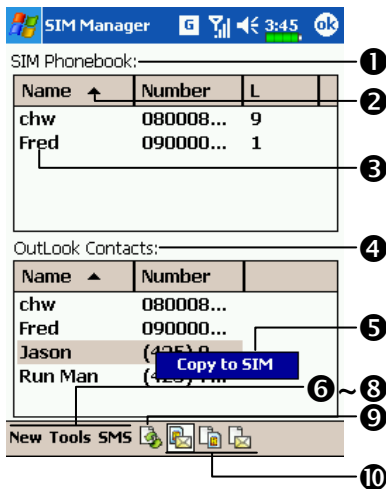 SIM Manager G 3:45 ok
SIM Phonebook: ❶
Name Number L
❷
chw 080008... 9
Fred 090000... 1
❸
OutLook Contacts: ❹
Name Number
chw 080008...
Fred 090000...
❺
Jason
Copy to SIM
Run Man
❻~❽
❾
New Tools SMS
❿